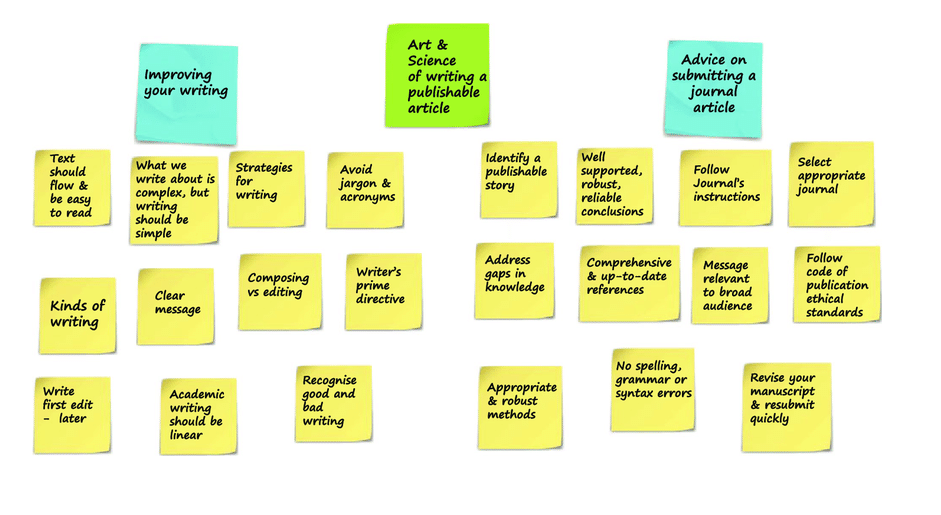 Art &
Science
of writing a
publishable
article
Improving
your writing
Advice on
submitting a
journal
article
Text
should
flow &
be easy
to read
What we
write about is
complex, but
writing
should be
simple
Strategies
for
writing
Avoid
jargon &
acronyms
Kinds of
writing
Clear
message
Composing
vs editing
Writer's
prime
directive
Write
first edit
- later
Academic
writing
should be
linear
Recognise
good and
bad
writing
Identify a
publishable
story
Well
supported,
robust,
reliable
conclusions
Follow
Journal's
instructions
Select
appropriate
journal
Address
gaps in
knowledge
Comprehensive
& up-to-date
references
Message
relevant
to broad
audience
Follow
code of
publication
ethical
standards
Appropriate
& robust
methods
No spelling,
grammar or
syntax errors
Revise your
manuscript
& resubmit
quickly